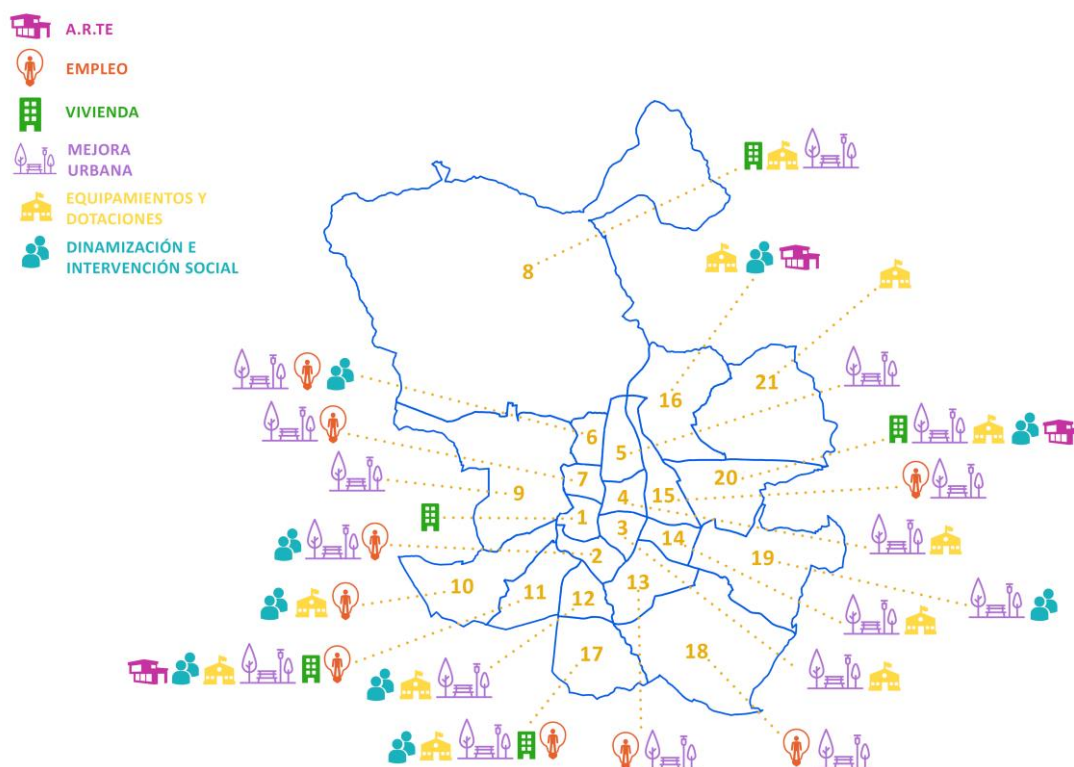 A.R.TE
EMPLEO
VIVIENDA
MEJORA
URBANA
EQUIPAMIENTOS Y
DOTACIONES
DINAMIZACIÓN E
INTERVENCIÓN SOCIAL
8
16
21
6
5
7
9
4
15
20
1
3
14
2
19
10
11
12
13
17
18